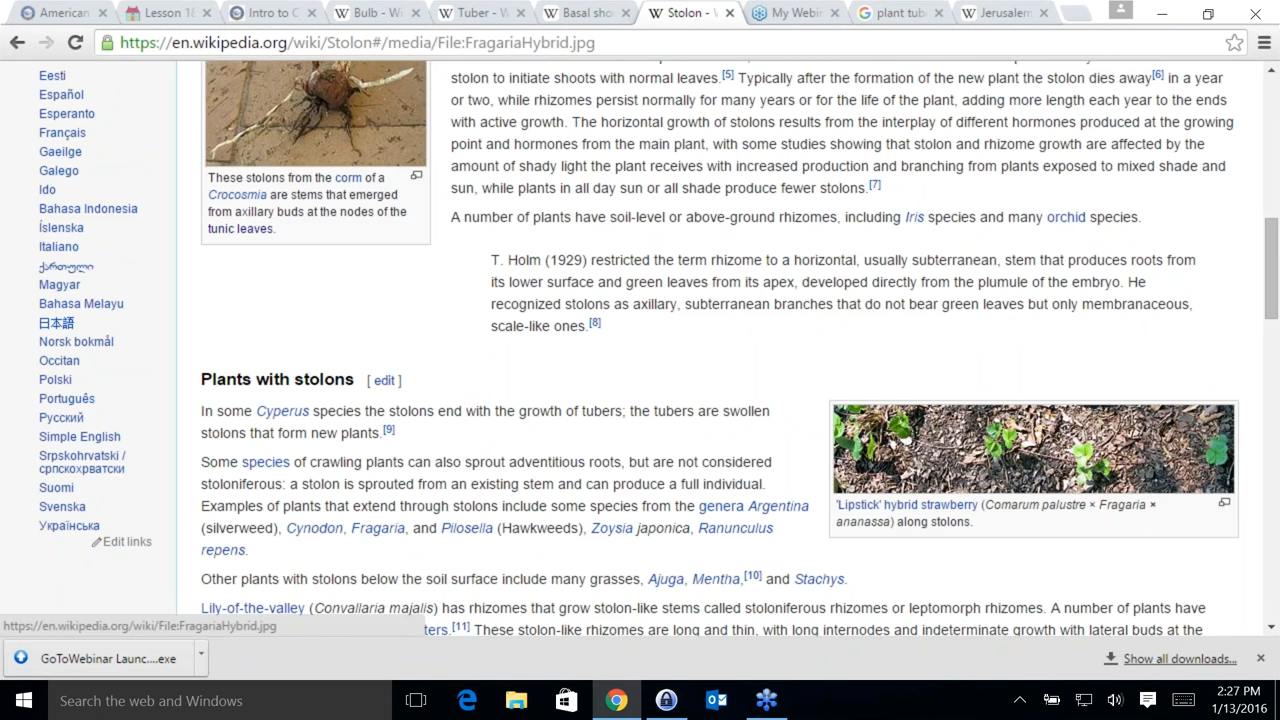 American
Lesson 1
Intro to C
Bulb - Wi
Tuber - W
Basal sho
Stolon - 
My Webin
plant tub
Jerusalem
https://en.wikipedia.org/wiki/Stolon#/media/File:FragariaHybrid.jpg
Eesti
Español
Esperanto
Français
Gaeilge
Galego
Ido
Bahasa Indonesia
Íslenska
Italiano
ქართული
Magyar
Bahasa Melayu
日本語
Norsk bokmål
Occitan
Polski
Português
Русский
Simple English
Srpskohrvatski /
српскохрватски
Suomi
Svenska
Українська
Edit links
These stolons from the corm of a
Crocosmia are stems that emerged
from axillary buds at the nodes of the
tunic leaves.
stolon to initiate shoots with normal leaves.[5] Typically after the formation of the new plant the stolon dies away[6] in a year
or two, while rhizomes persist normally for many years or for the life of the plant, adding more length each year to the ends
with active growth. The horizontal growth of stolons results from the interplay of different hormones produced at the growing
point and hormones from the main plant, with some studies showing that stolon and rhizome growth are affected by the
amount of shady light the plant receives with increased production and branching from plants exposed to mixed shade and
sun, while plants in all day sun or all shade produce fewer stolons.[7]
A number of plants have soil-level or above-ground rhizomes, including Iris species and many orchid species.
T. Holm (1929) restricted the term rhizome to a horizontal, usually subterranean, stem that produces roots from
its lower surface and green leaves from its apex, developed directly from the plumule of the embryo. He
recognized stolons as axillary, subterranean branches that do not bear green leaves but only membranaceous,
scale-like ones.[8]
Plants with stolons [ edit ]
In some Cyperus species the stolons end with the growth of tubers; the tubers are swollen
stolons that form new plants.[9]
Some species of crawling plants can also sprout adventitious roots, but are not considered
stoloniferous: a stolon is sprouted from an existing stem and can produce a full individual.
Examples of plants that extend through stolons include some species from the genera Argentina
(silverweed), Cynodon, Fragaria, and Pilosella (Hawkweeds), Zoysia japonica, Ranunculus
repens.
'Lipstick' hybrid strawberry (Comarum palustre × Fragaria ×
ananassa) along stolons.
Other plants with stolons below the soil surface include many grasses, Ajuga, Mentha,[10] and Stachys.
Lily-of-the-valley (Convallaria majalis) has rhizomes that grow stolon-like stems called stoloniferous rhizomes or leptomorph rhizomes. A number of plants have
ters.[11] These stolon-like rhizomes are long and thin, with long internodes and indeterminate growth with lateral buds at the
https://en.wikipedia.org/wiki/File:FragariaHybrid.jpg
GoToWebinar Launc....exe
Show all downloads...
Search the web and Windows
2:27 PM
1/13/2016